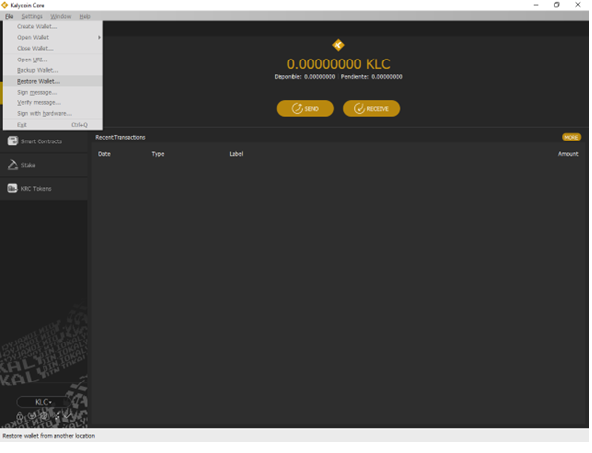 Kalycoin Core
File Settings Window Help
Create Wallet...
Open Wallet
Close Wallet...
Open URI...
Backup Wallet...
Restore Wallet...
Sign message...
Verify message...
Sign with hardware...
Exit Ctrl+Q
0.00000000 KLC
Disponible: 0.00000000 Pendiente: 0.00000000
SEND RECEIVE
Smart Contracts
Stake
KRC Tokens
RecentTransactions MORE
Date Type Label Amount
KLC
Restore wallet from another location